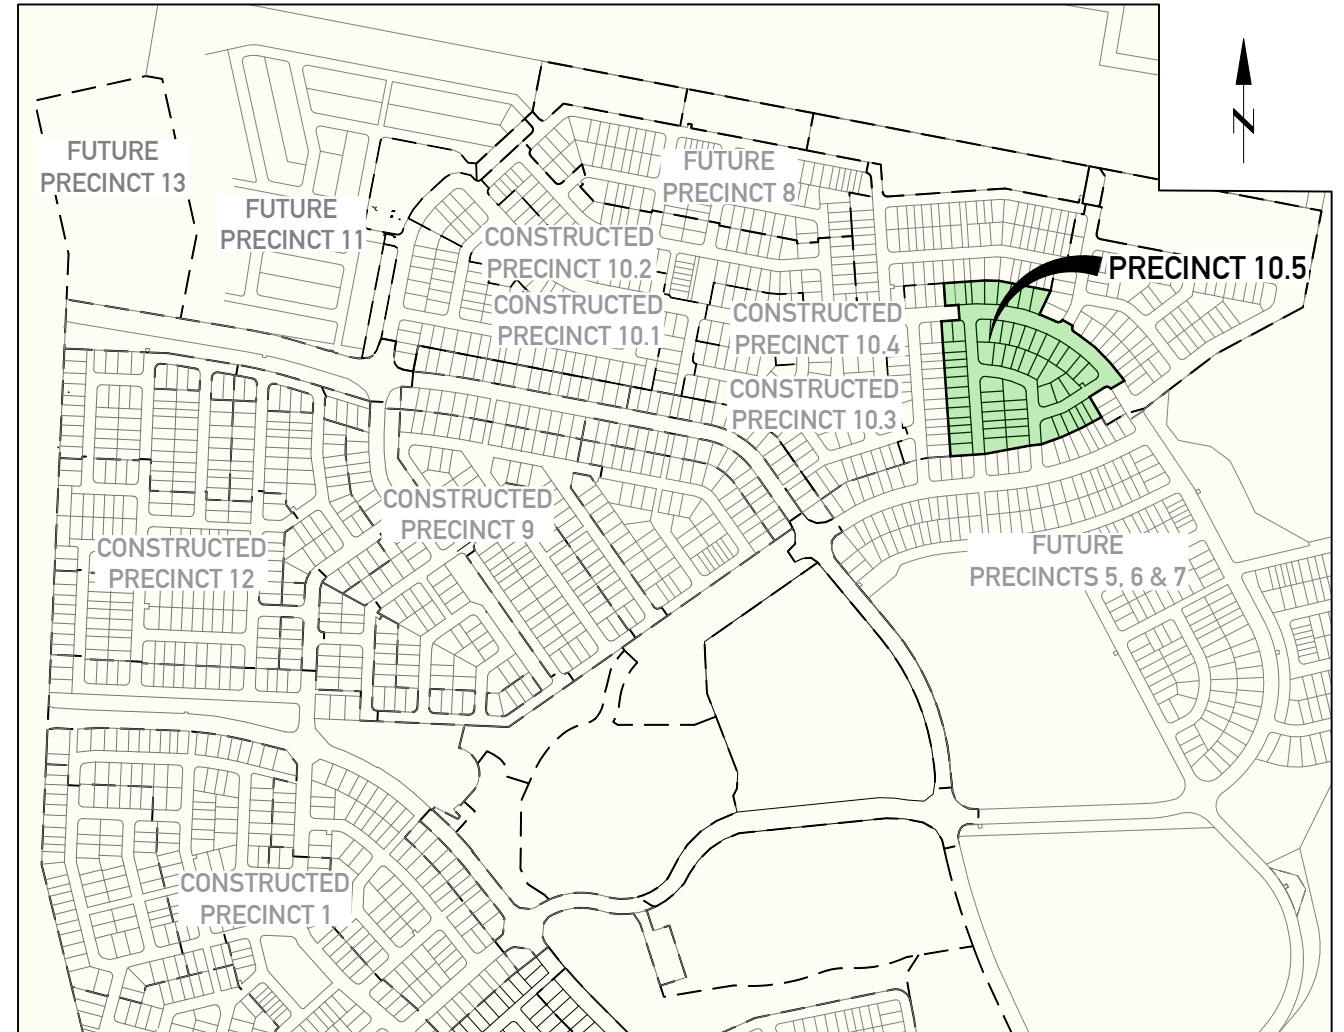 N
FUTURE
PRECINCT 13
FUTURE
PRECINCT 11
FUTURE
PRECINCT 8
CONSTRUCTED
PRECINCT 10.2
CONSTRUCTED
PRECINCT 10.1
CONSTRUCTED
PRECINCT 10.4
CONSTRUCTED
PRECINCT 10.3
PRECINCT 10.5
CONSTRUCTED
PRECINCT 9
CONSTRUCTED
PRECINCT 12
FUTURE
PRECINCTS 5, 6 & 7
CONSTRUCTED
PRECINCT 1